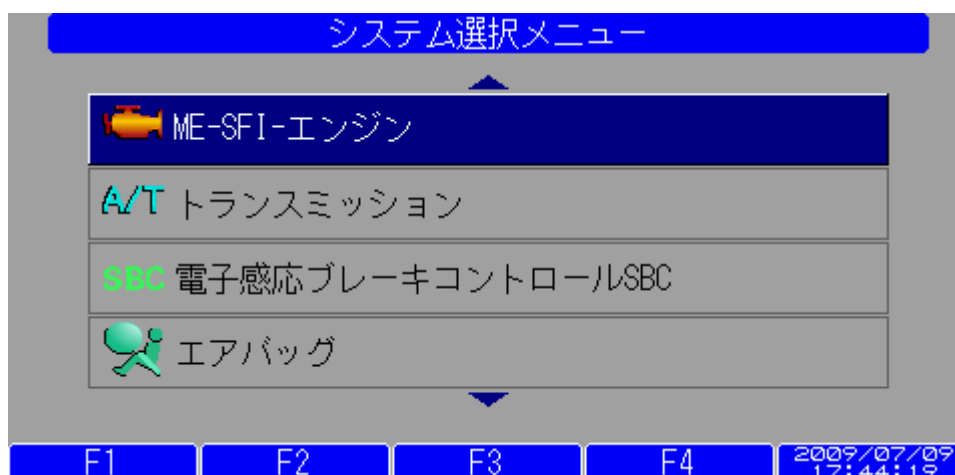 システム選択メニュー
ME-SFI-エンジン
A/T トランスミッション
SBC 電子感応ブレーキコントロールSBC
エアバッグ
F1 F2 F3 F4 2009/07/09
17:44:19